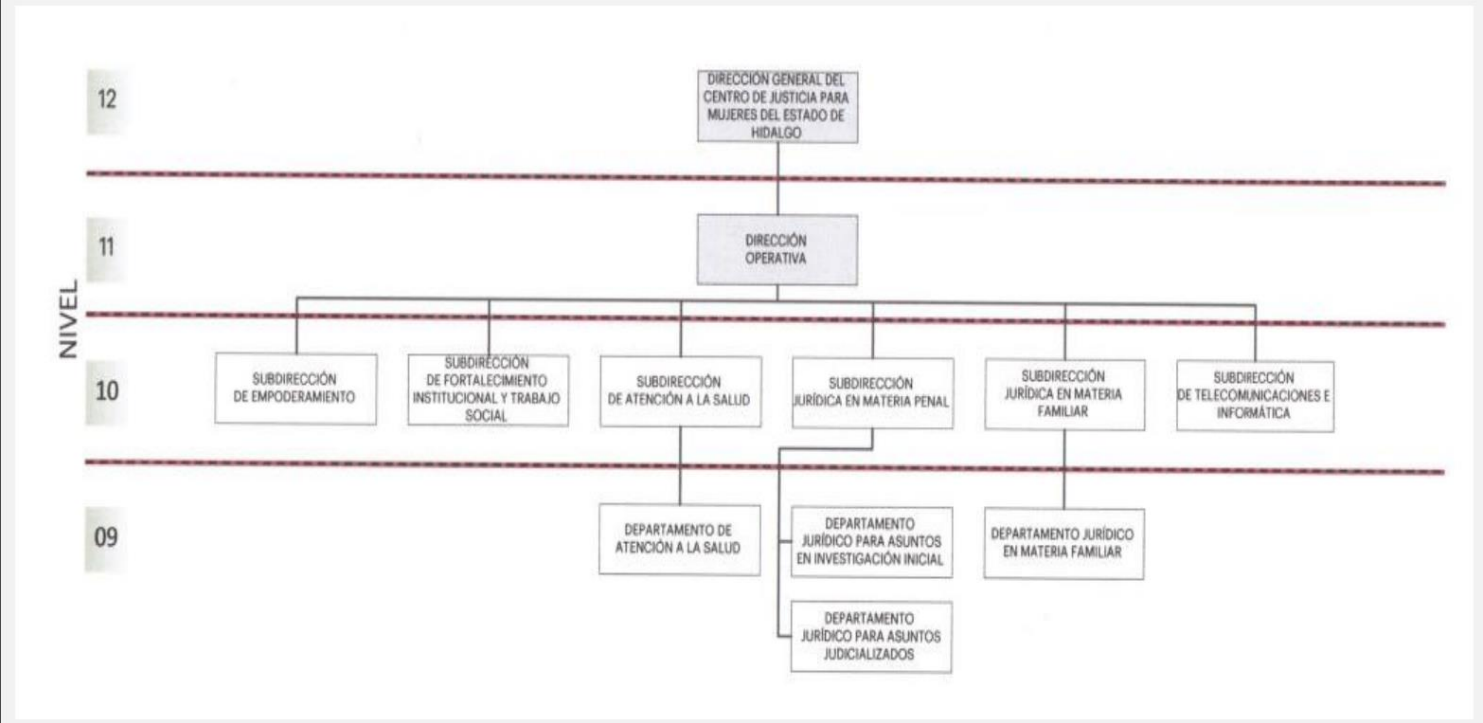 12
DIRECCIÓN GENERAL DEL
CENTRO DE JUSTICIA PARA
MUJERES DEL ESTADO DE
HIDALGO
NIVEL
11
DIRECCIÓN
OPERATIVA
10
SUBDIRECCIÓN
DE EMPODERAMIENTO
SUBDIRECCIÓN
DE FORTALECIMIENTO
INSTITUCIONAL Y TRABAJO
SOCIAL
SUBDIRECCIÓN
DE ATENCIÓN A LA SALUD
SUBDIRECCIÓN
JURÍDICA EN MATERIA PENAL
SUBDIRECCIÓN
JURÍDICA EN MATERIA
FAMILIAR
SUBDIRECCIÓN
DE TELECOMUNICACIONES E
INFORMÁTICA
09
DEPARTAMENTO DE
ATENCIÓN A LA SALUD
DEPARTAMENTO
JURÍDICO PARA ASUNTOS
EN INVESTIGACIÓN INICIAL
DEPARTAMENTO JURÍDICO
EN MATERIA FAMILIAR
DEPARTAMENTO
JURÍDICO PARA ASUNTOS
JUDICIALIZADOS